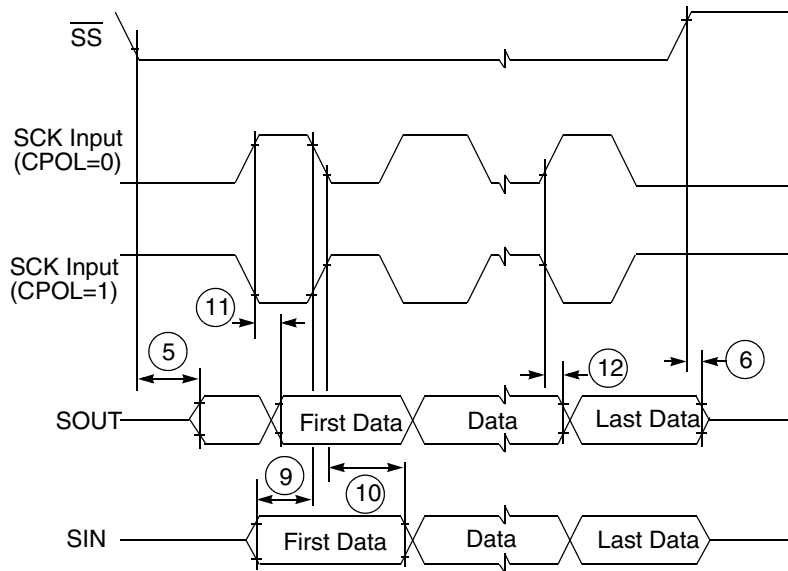 SS
SCK Input
(CPOL=0)
SCK Input
(CPOL=1)
11
5
12
6
SOUT
First Data
Data
Last Data
9
10
SIN
First Data
Data
Last Data